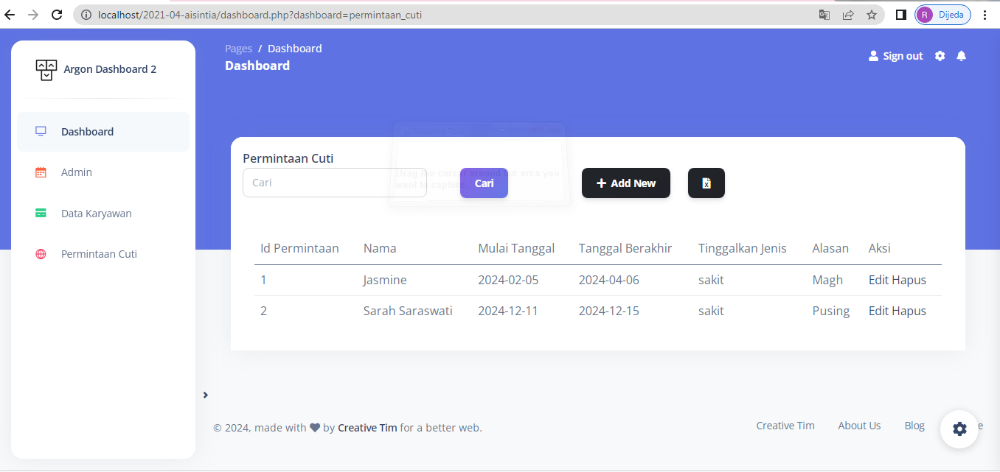 localhost/2021-04-aisintia/dashboard.php?dashboard=permintaan_cuti
R Dijeda
Argon Dashboard 2
Pages / Dashboard
Dashboard
Sign out
Dashboard
Admin
Data Karyawan
Permintaan Cuti
Permintaan Cuti
Cari
Cari
Add New
Drag the cursor around the area you
want to capture.
Id Permintaan Nama Mulai Tanggal Tanggal Berakhir Tinggalkan Jenis Alasan Aksi
1 Jasmine 2024-02-05 2024-04-06 sakit Magh Edit Hapus
2 Sarah Saraswati 2024-12-11 2024-12-15 sakit Pusing Edit Hapus
© 2024, made with by Creative Tim for a better web.
Creative Tim About Us Blog